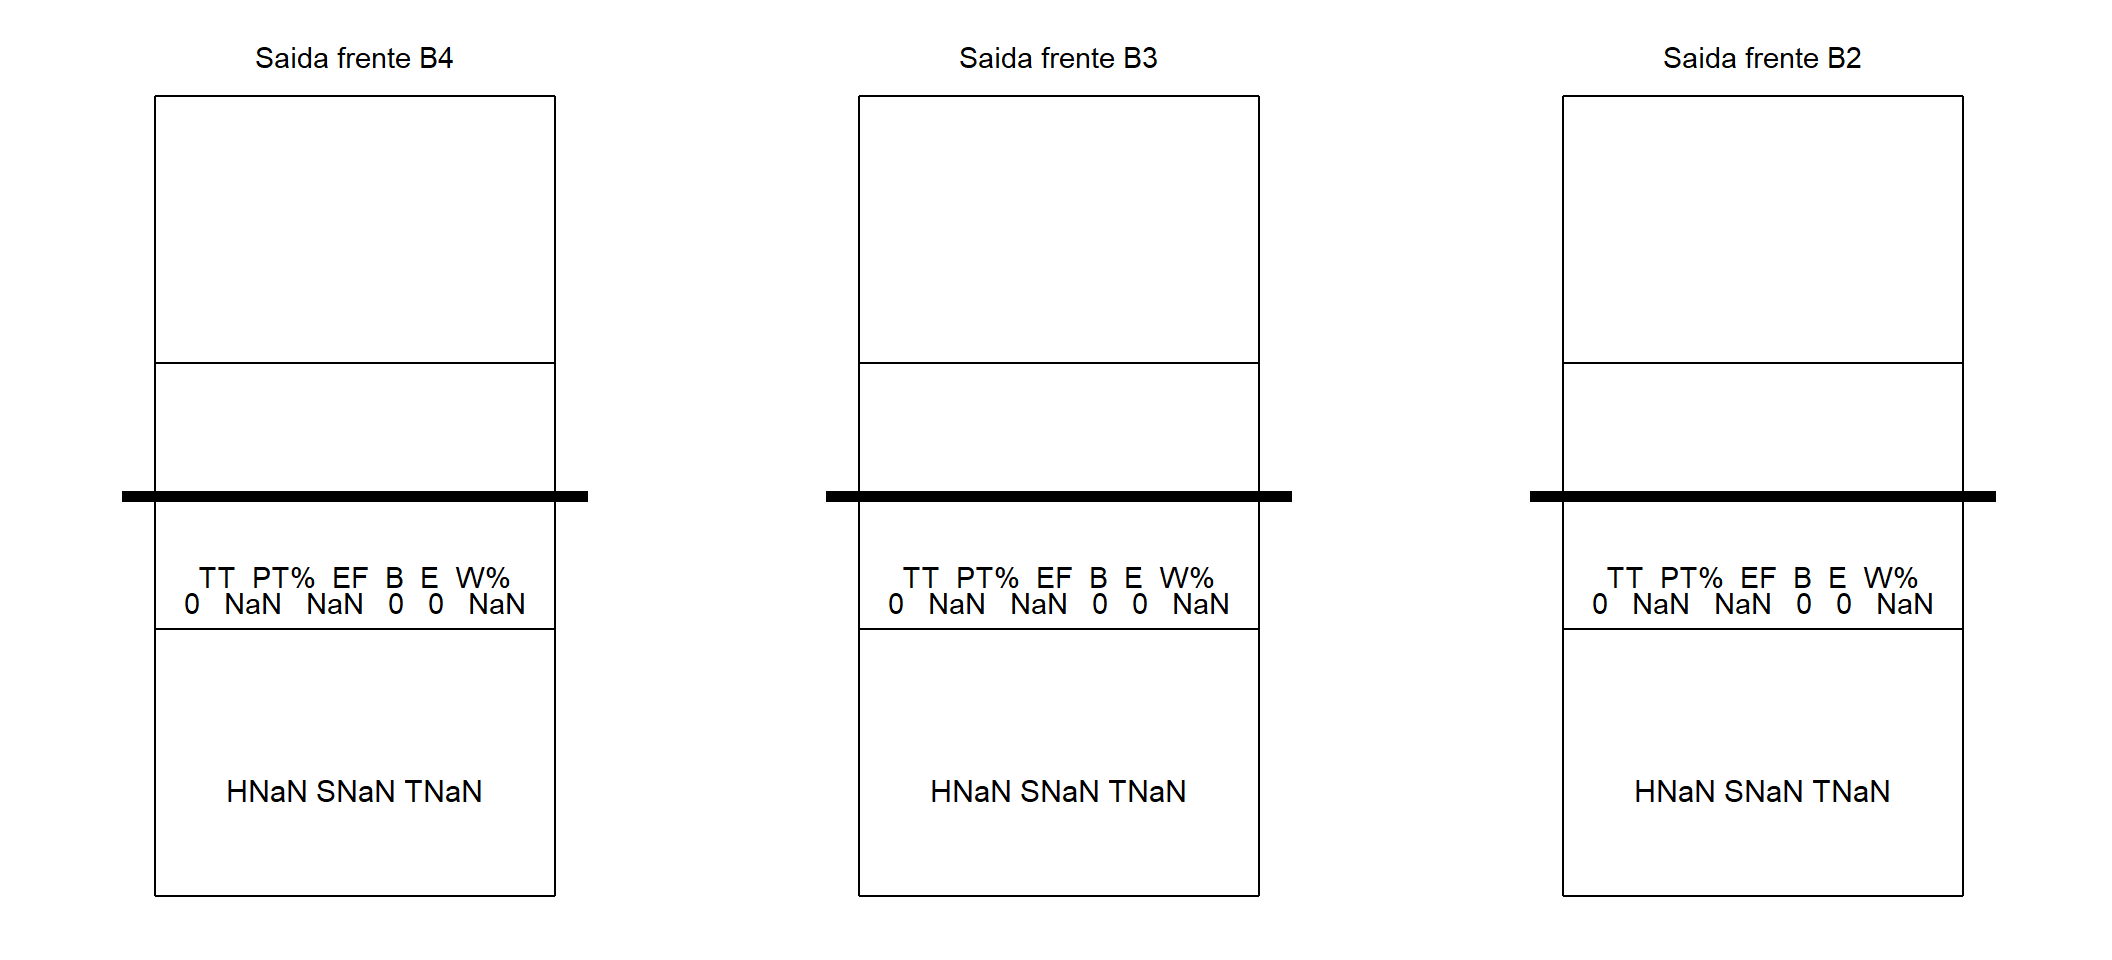 Saida frente B4
TT PT% EF B E W%
0 NaN NaN 0 0 NaN
HNaN SNaN TNaN
Saida frente B3
TT PT% EF B E W%
0 NaN NaN 0 0 NaN
HNaN SNaN TNaN
Saida frente B2
TT PT% EF B E W%
0 NaN NaN 0 0 NaN
HNaN SNaN TNaN